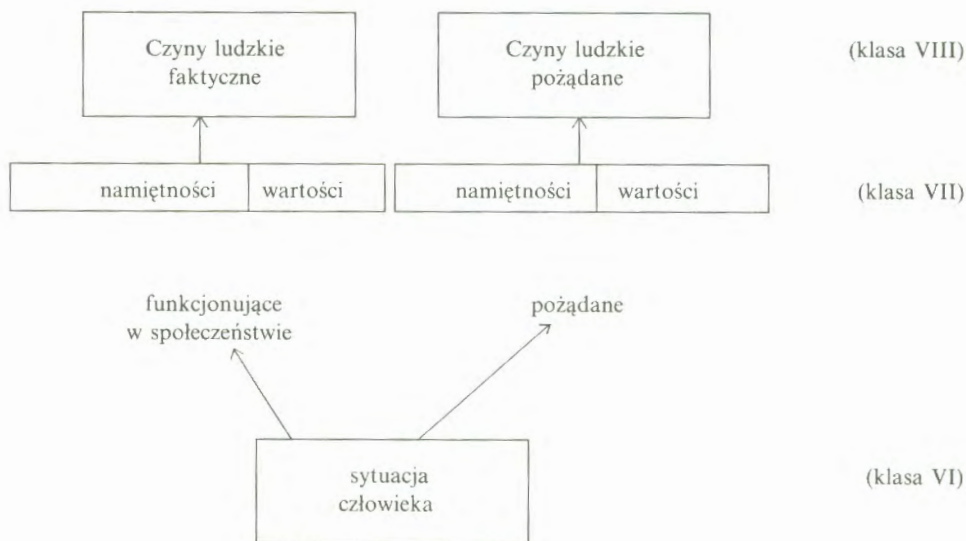 Czyny ludzkie
faktyczne
Czyny ludzkie
pożądane
(klasa VIII)
namiętności
wartości
namiętności
wartości
(klasa VII)
funkcjonujące
w społeczeństwie
pożądane
sytuacja
człowieka
(klasa VI)